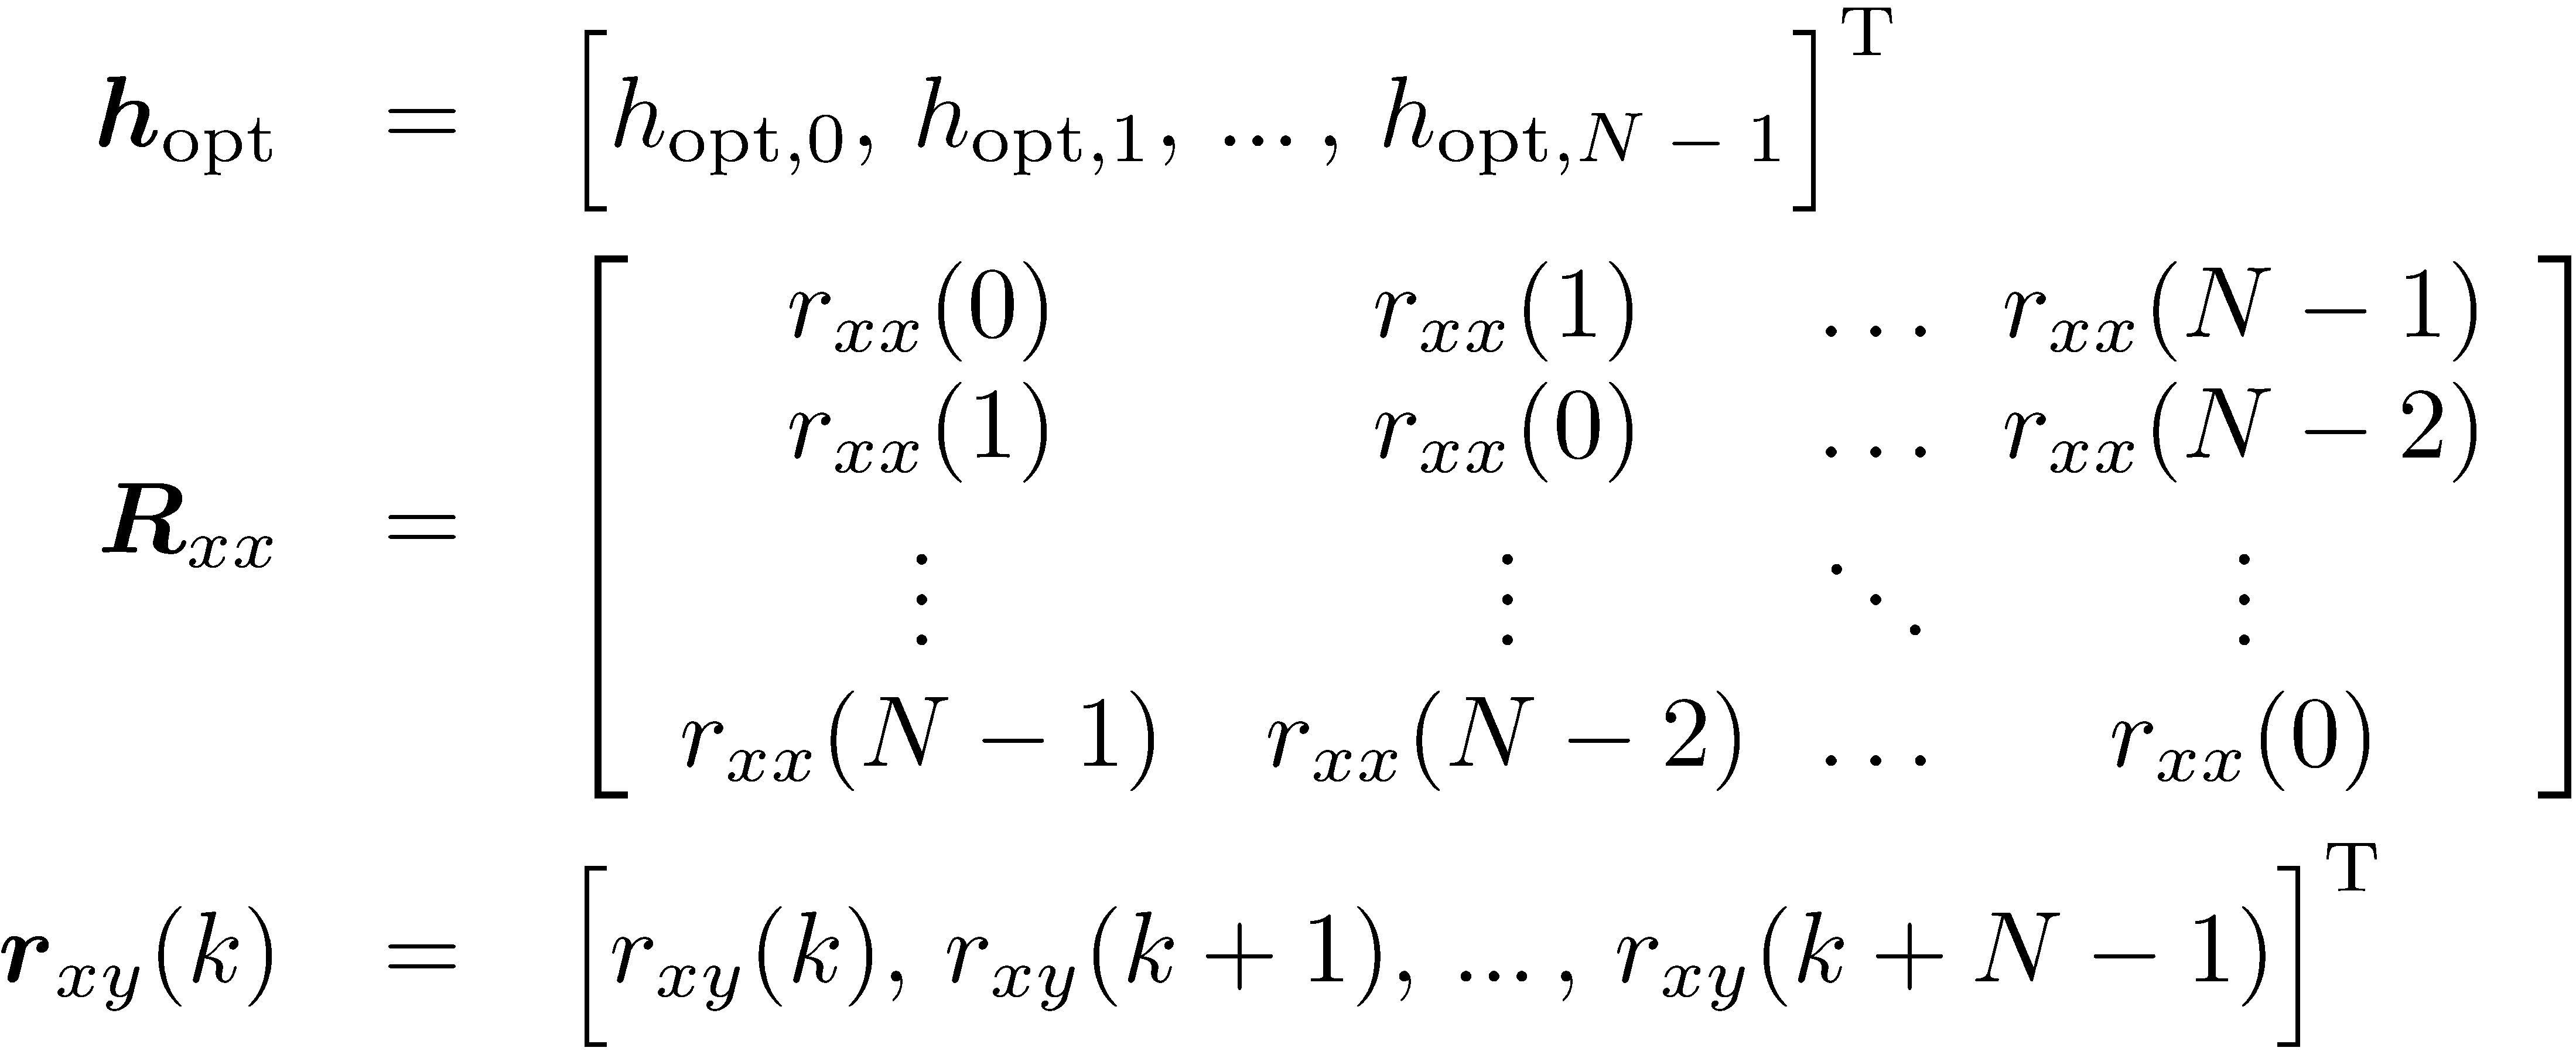 h_opt = [h_opt,0, h_opt,1, ..., h_opt,N − 1]^T
R_xx = [
r_xx(0) r_xx(1) … r_xx(N − 1)
r_xx(1) r_xx(0) … r_xx(N − 2)
⋮ ⋮ ⋱ ⋮
r_xx(N − 1) r_xx(N − 2) … r_xx(0)
]
r_xy(k) = [r_xy(k), r_xy(k + 1), ..., r_xy(k + N − 1)]^T